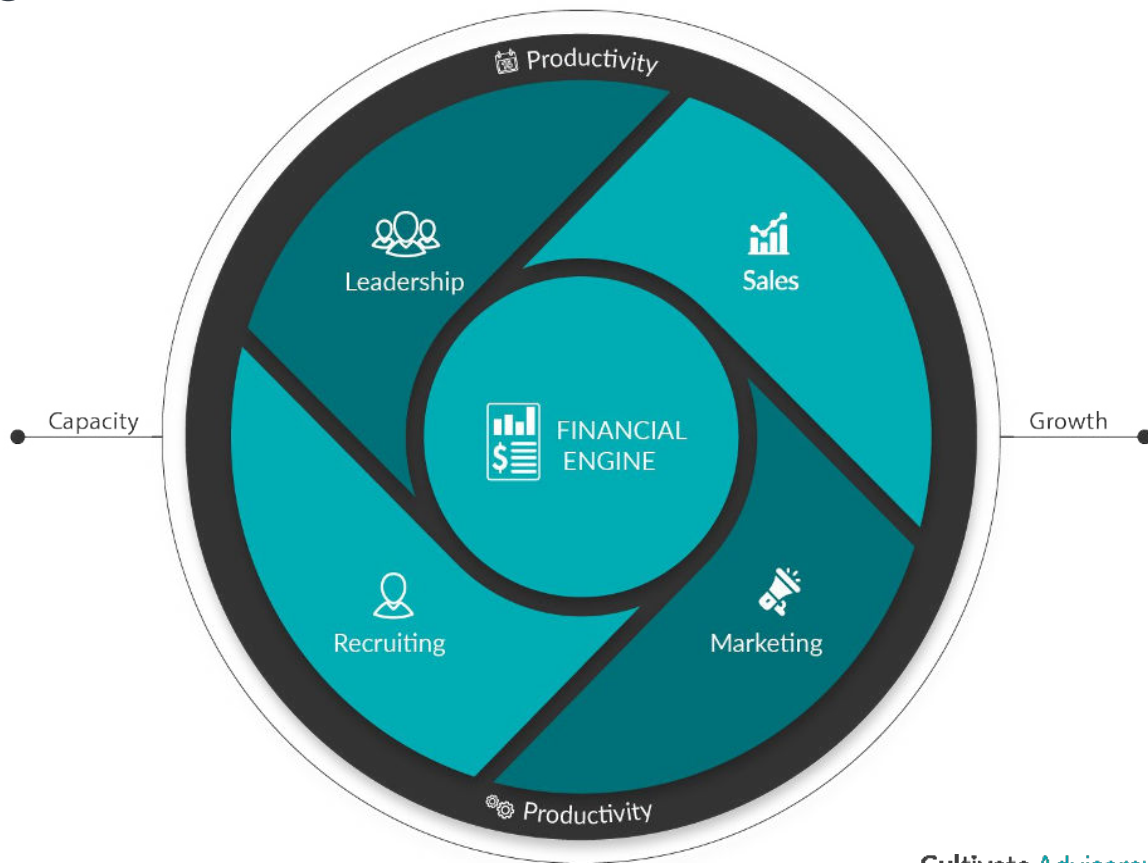 Productivity
Leadership
Sales
Capacity
FINANCIAL
ENGINE
Growth
$
Recruiting
Marketing
Productivity